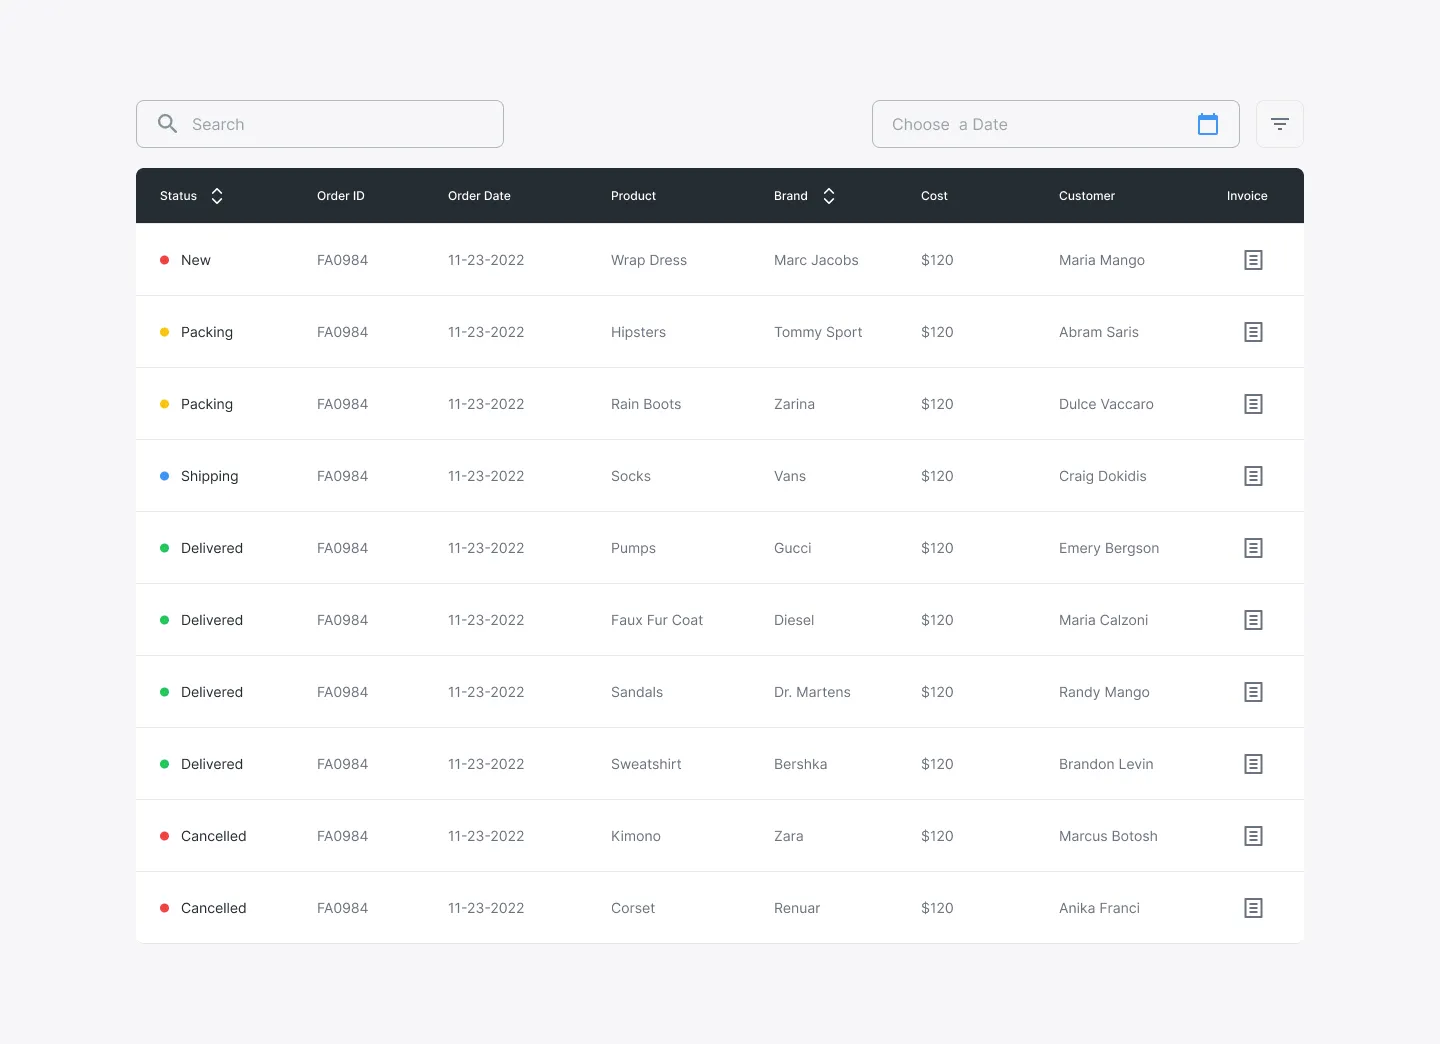 Search
Choose  a Date
Status Order ID Order Date Product Brand Cost Customer Invoice
New FA0984 11-23-2022 Wrap Dress Marc Jacobs $120 Maria Mango
Packing FA0984 11-23-2022 Hipsters Tommy Sport $120 Abram Saris
Packing FA0984 11-23-2022 Rain Boots Zarina $120 Dulce Vaccaro
Shipping FA0984 11-23-2022 Socks Vans $120 Craig Dokidis
Delivered FA0984 11-23-2022 Pumps Gucci $120 Emery Bergson
Delivered FA0984 11-23-2022 Faux Fur Coat Diesel $120 Maria Calzoni
Delivered FA0984 11-23-2022 Sandals Dr. Martens $120 Randy Mango
Delivered FA0984 11-23-2022 Sweatshirt Bershka $120 Brandon Levin
Cancelled FA0984 11-23-2022 Kimono Zara $120 Marcus Botosh
Cancelled FA0984 11-23-2022 Corset Renuar $120 Anika Franci